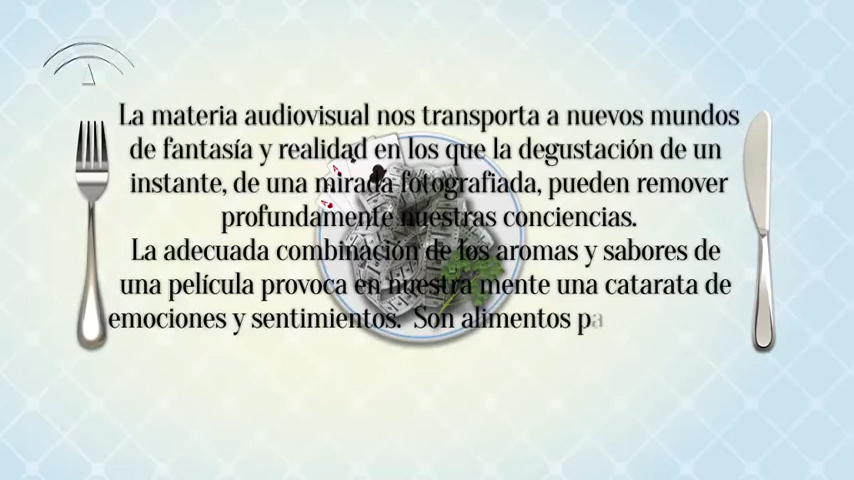 La materia audiovisual nos transporta a nuevos mundos
de fantasía y realidad en los que la degustación de un
instante, de una mirada fotografiada, pueden remover
profundamente nuestras conciencias.
La adecuada combinación de los aromas y sabores de
una película provoca en nuestra mente una catarata de
emociones y sentimientos. Son alimentos pa